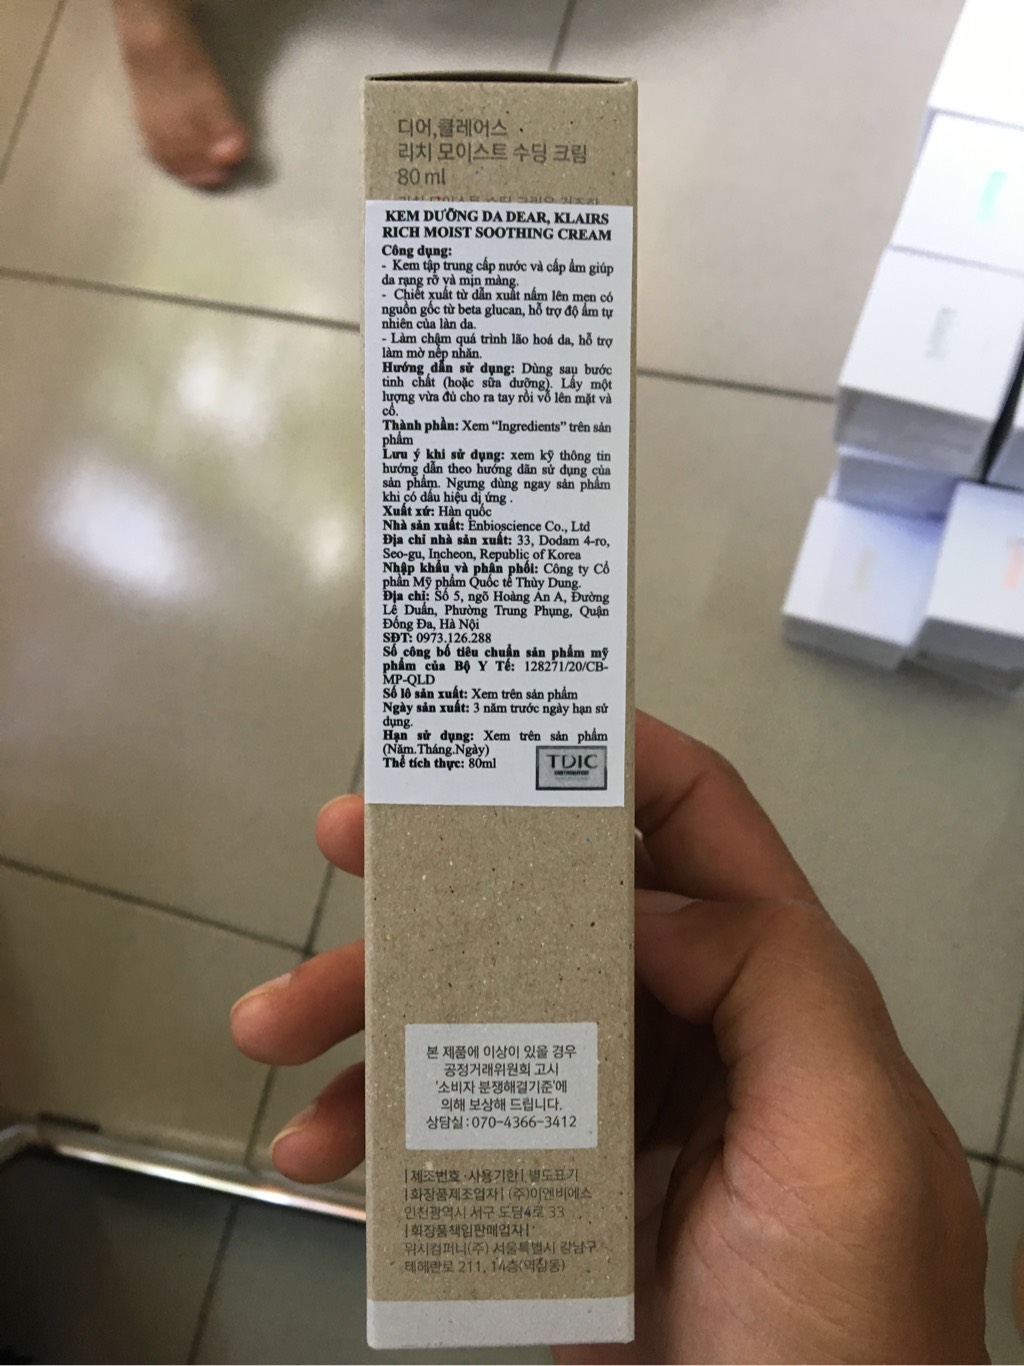 디어,클레어스
리치 모이스트 수딩 크림
80 ml
KEM DƯỠNG DA DEAR, KLAIRS
RICH MOIST SOOTHING CREAM
Công dụng:
- Kem tập trung cấp nước và cấp ẩm giúp
da rạng rỡ và mịn màng.
- Chiết xuất từ dẫn xuất nấm lên men có
nguồn gốc từ beta glucan, hỗ trợ độ ẩm tự
nhiên của làn da.
- Làm chậm quá trình lão hoá da, hỗ trợ
làm mờ nếp nhăn.
Hướng dẫn sử dụng: Dùng sau bước
tinh chất (hoặc sữa dưỡng). Lấy một
lượng vừa đủ cho ra tay rồi vỗ lên mặt và
cổ.
Thành phần: Xem "Ingredients" trên sản
phẩm
Lưu ý khi sử dụng: xem kỹ thông tin
hướng dẫn theo hướng dãn sử dụng của
sản phẩm. Ngưng dùng ngay sản phẩm
khi có dấu hiệu dị ứng .
Xuất xứ: Hàn quốc
Nhà sản xuất: Enbioscience Co., Ltd
Địa chỉ nhà sản xuất: 33, Dodam 4-ro,
Seo-gu, Incheon, Republic of Korea
Nhập khẩu và phân phối: Công ty Cổ
phần Mỹ phẩm Quốc tế Thùy Dung.
Địa chỉ: Số 5, ngõ Hoàng An A, Đường
Lê Duẩn, Phường Trung Phụng, Quận
Đống Đa, Hà Nội
SĐT: 0973.126.288
Số công bố tiêu chuẩn sản phẩm mỹ
phẩm của Bộ Y Tế: 128271/20/CB-
MP-QLD
Số lô sản xuất: Xem trên sản phẩm
Ngày sản xuất: 3 năm trước ngày hạn sử
dụng.
Hạn sử dụng: Xem trên sản phẩm
(Năm.Tháng.Ngày)
Thể tích thực: 80ml
TDIC
본 제품에 이상이 있을 경우
공정거래위원회 고시
'소비자 분쟁해결기준'에
의해 보상해 드립니다.
상담실:070-4366-3412
|제조번호·사용기한| 별도표기
|화장품제조업자| (주)이엔비에스
인천광역시 서구 도담4로 33
|화장품책임판매업자|
위시컴퍼니(주) 서울특별시 강남구
테헤란로 211, 14층(역삼동)